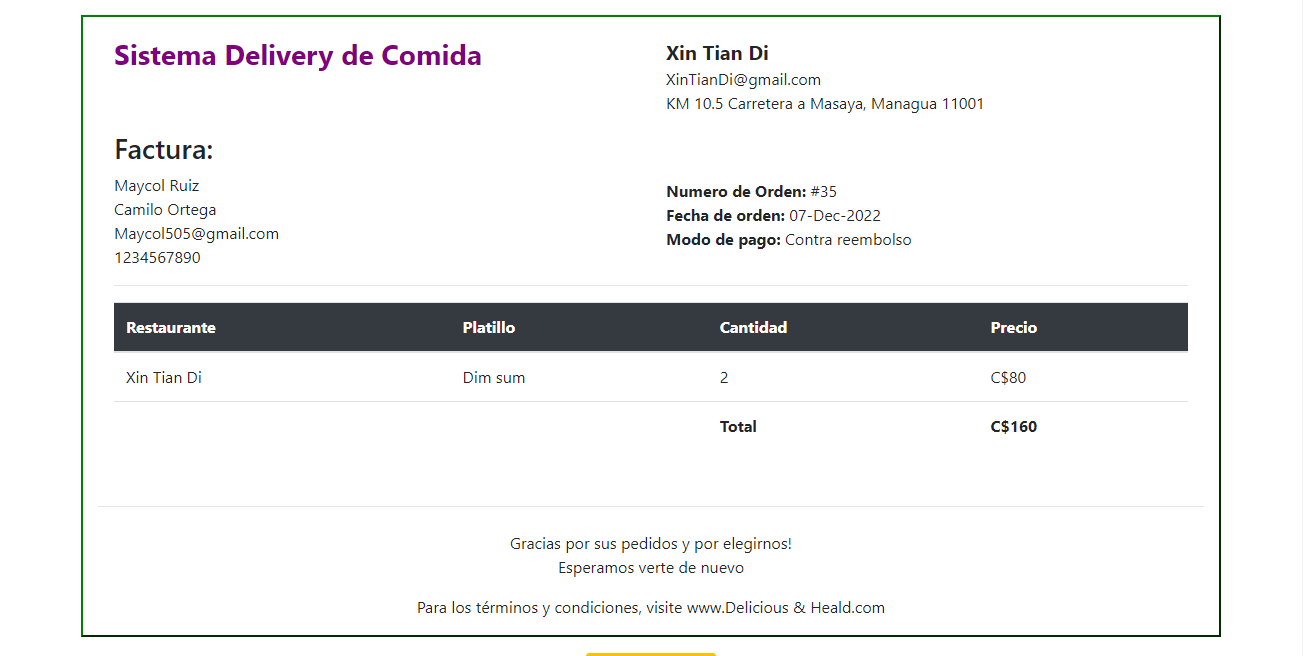 Sistema Delivery de Comida
Xin Tian Di
XinTianDi@gmail.com
KM 10.5 Carretera a Masaya, Managua 11001
Factura:
Maycol Ruiz
Camilo Ortega
Maycol505@gmail.com
1234567890
Numero de Orden: #35
Fecha de orden: 07-Dec-2022
Modo de pago: Contra reembolso
Restaurante Platillo Cantidad Precio
Xin Tian Di Dim sum 2 C$80
Total C$160
Gracias por sus pedidos y por elegirnos!
Esperamos verte de nuevo
Para los términos y condiciones, visite www.Delicious & Heald.com